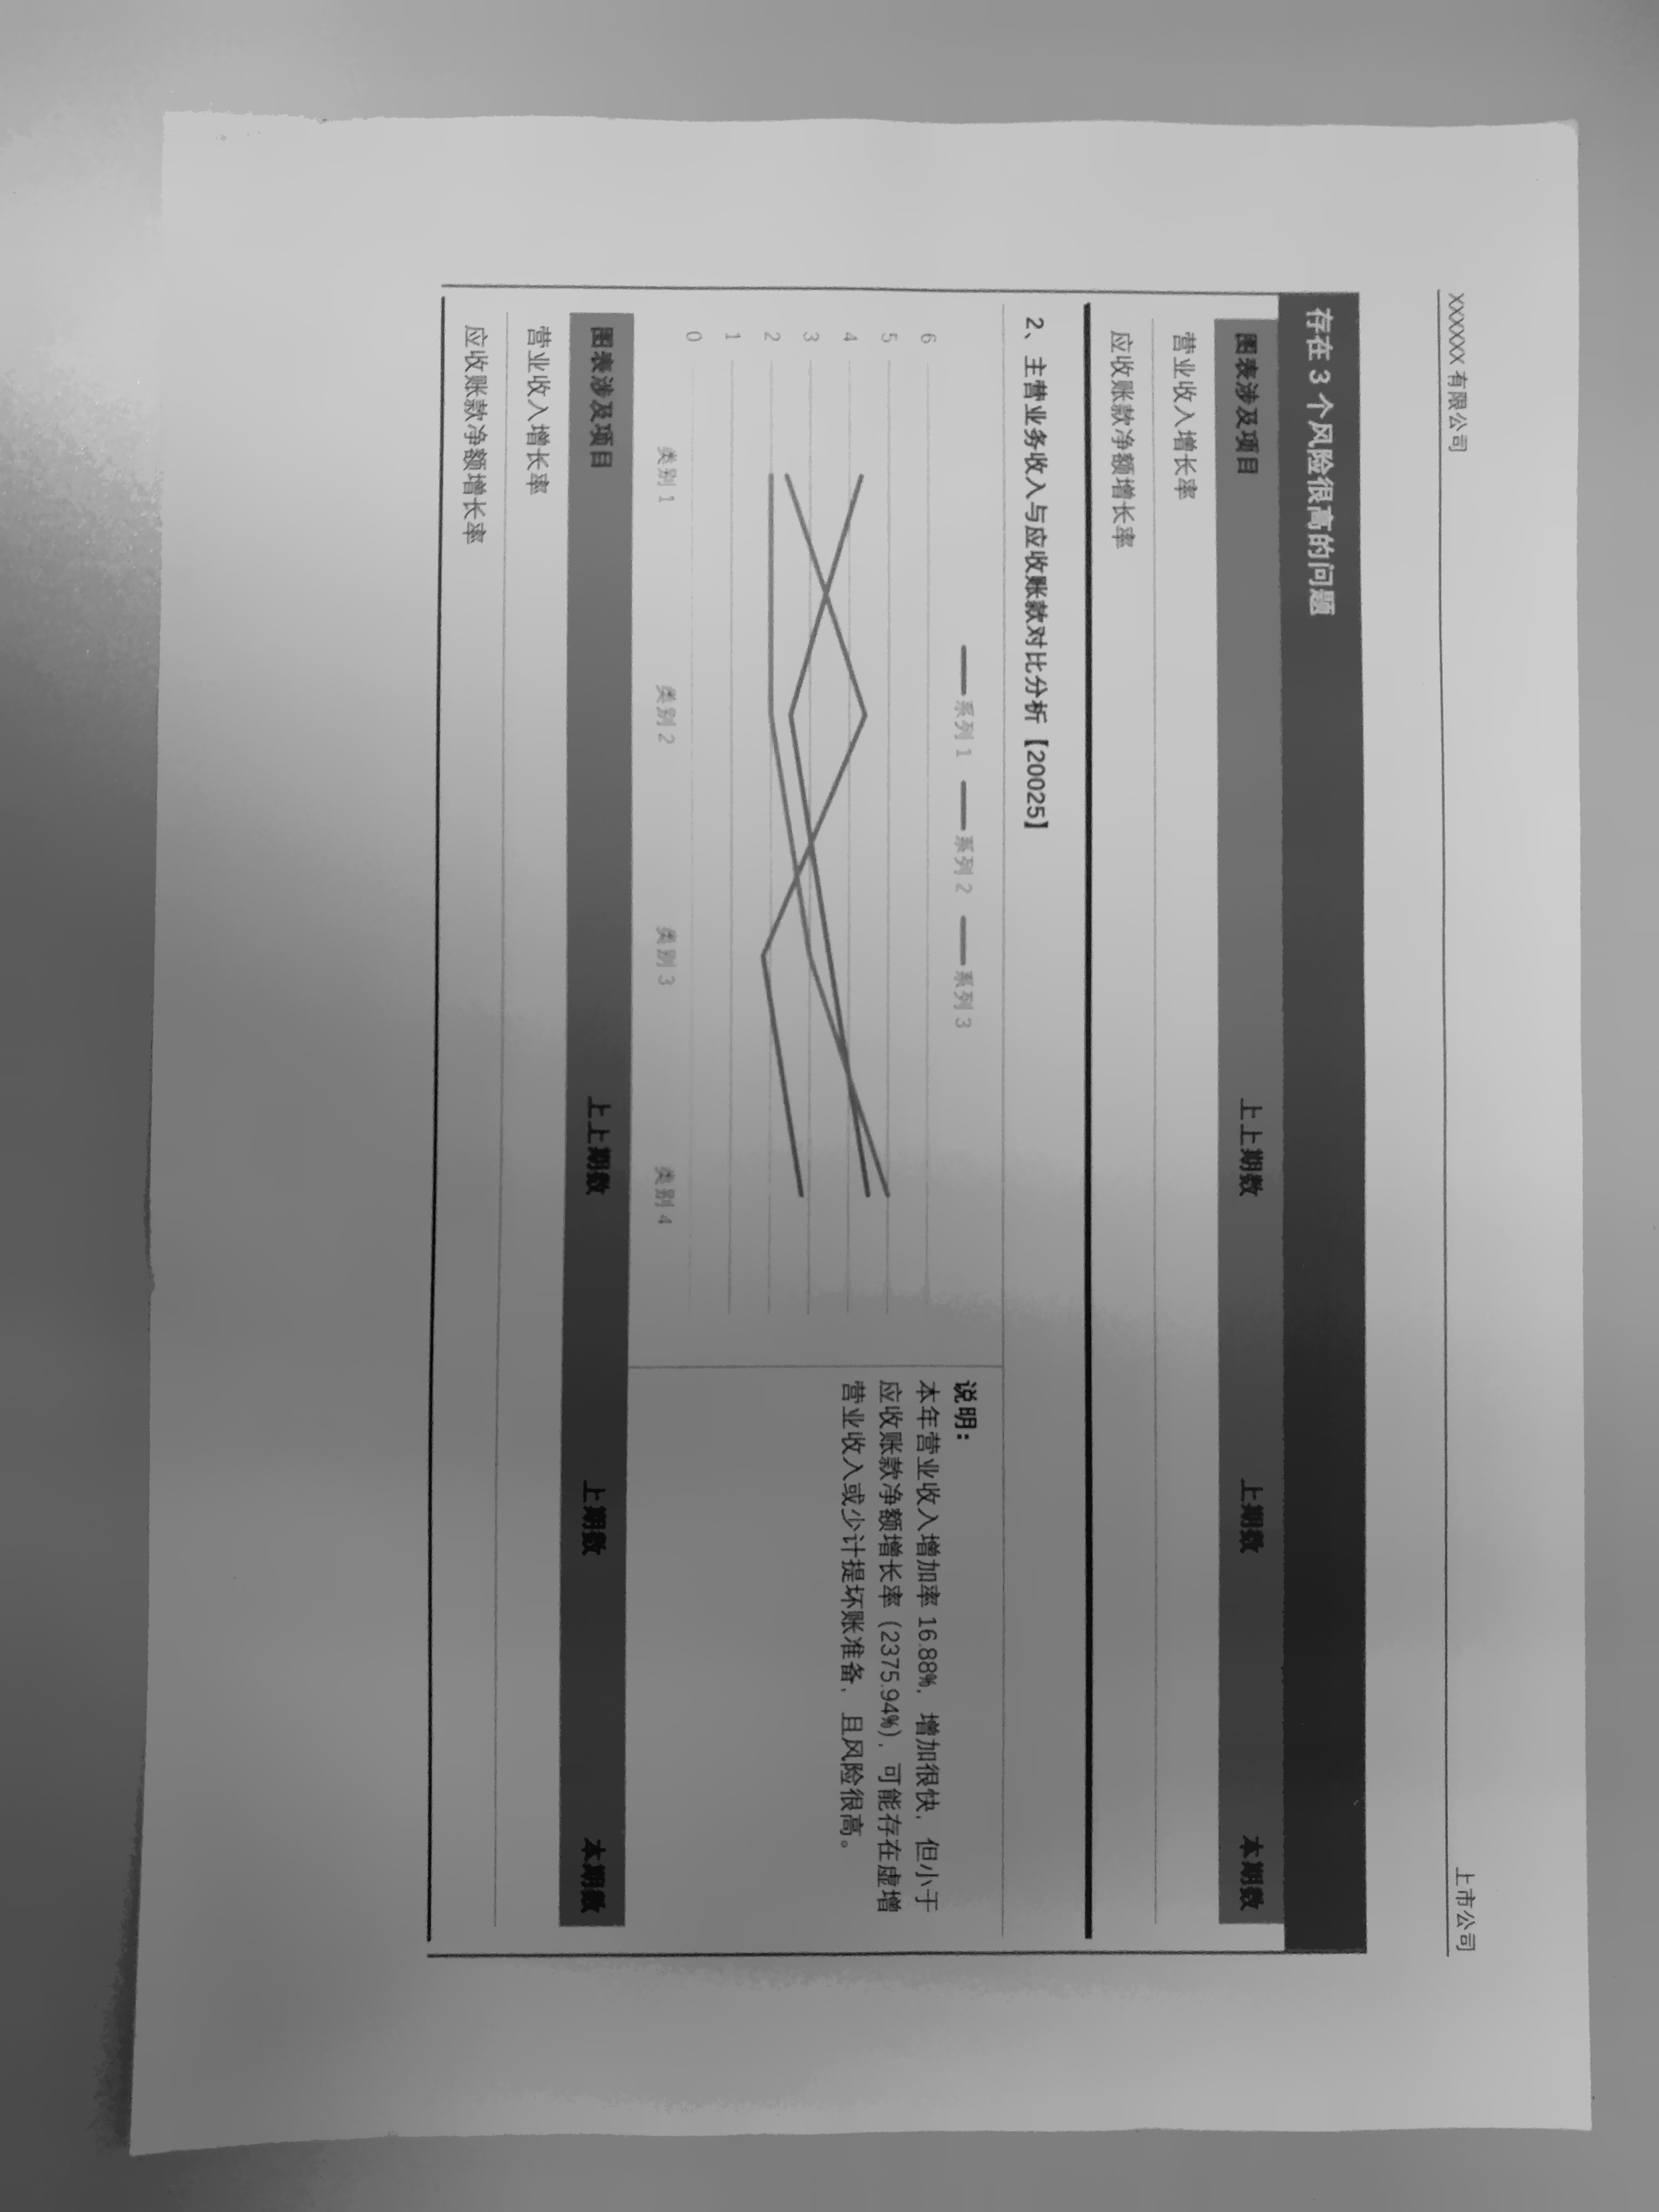 XXXXXX 有限公司 上市公司
存在 3 个风险很高的问题
图表涉及项目 上上期数 上期数 本期数
营业收入增长率
应收账款净额增长率
2、主营业务收入与应收账款对比分析【20025】
系列 1 系列 2 系列 3
6
5
4
3
2
1
0
类别 1 类别 2 类别 3 类别 4
说明：
本年营业收入增加率 16.88%，增加很快，但小于
应收账款净额增长率（2375.94%），可能存在虚增
营业收入或少计提坏账准备，且风险很高。
图表涉及项目 上上期数 上期数 本期数
营业收入增长率
应收账款净额增长率